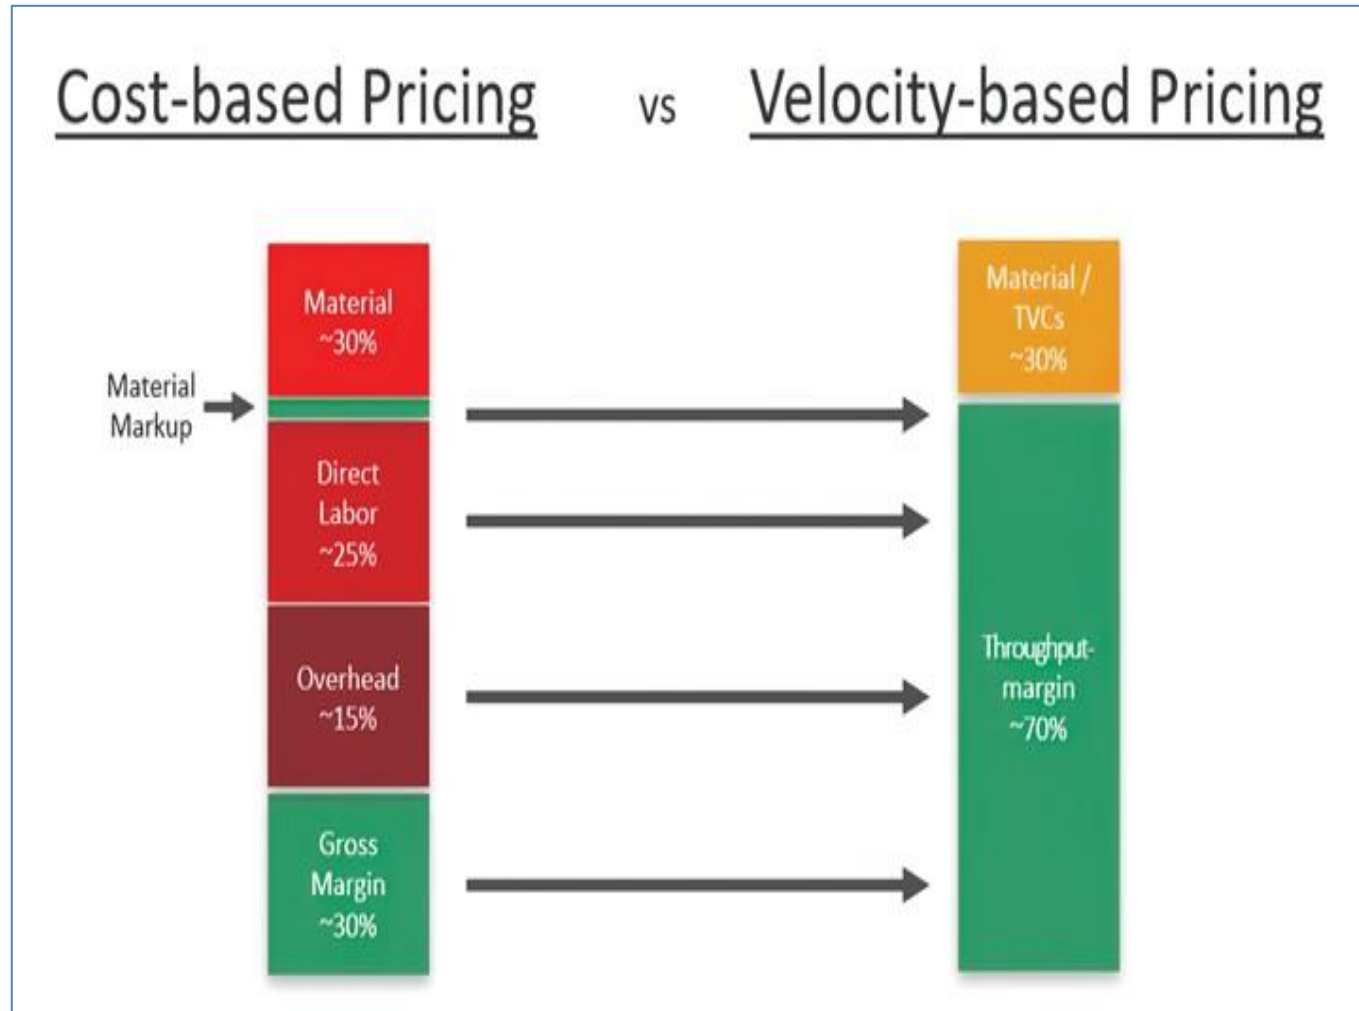 Cost-based Pricing vs Velocity-based Pricing
Material
~30%
Material
Markup
Direct
Labor
~25%
Overhead
~15%
Gross
Margin
~30%
Material /
TVCs
~30%
Throughput-
margin
~70%